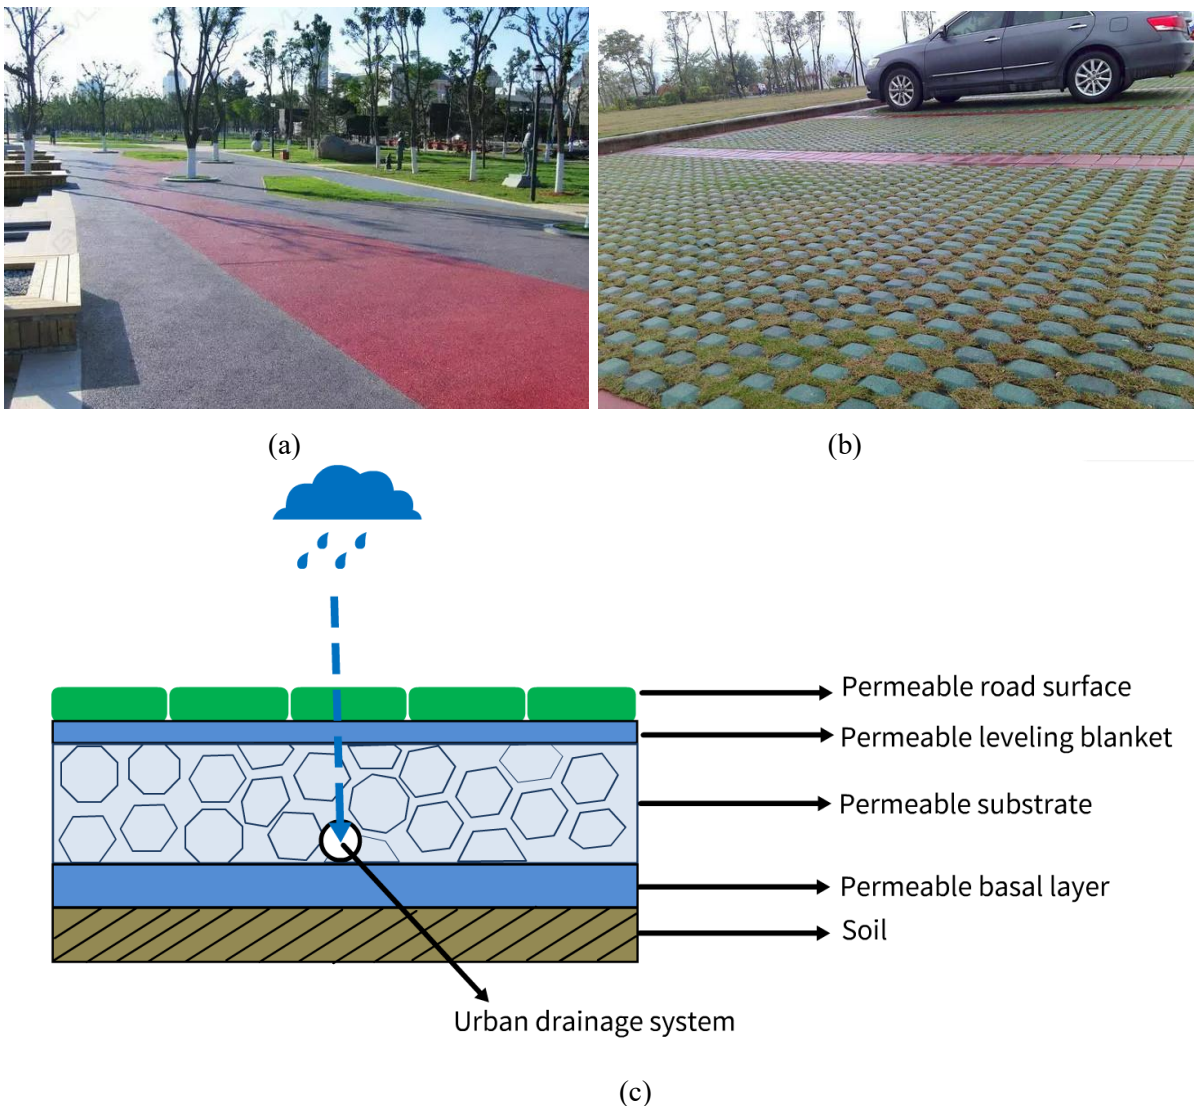 (a)
(b)
Permeable road surface
Permeable leveling blanket
Permeable substrate
Permeable basal layer
Soil
Urban drainage system
(c)